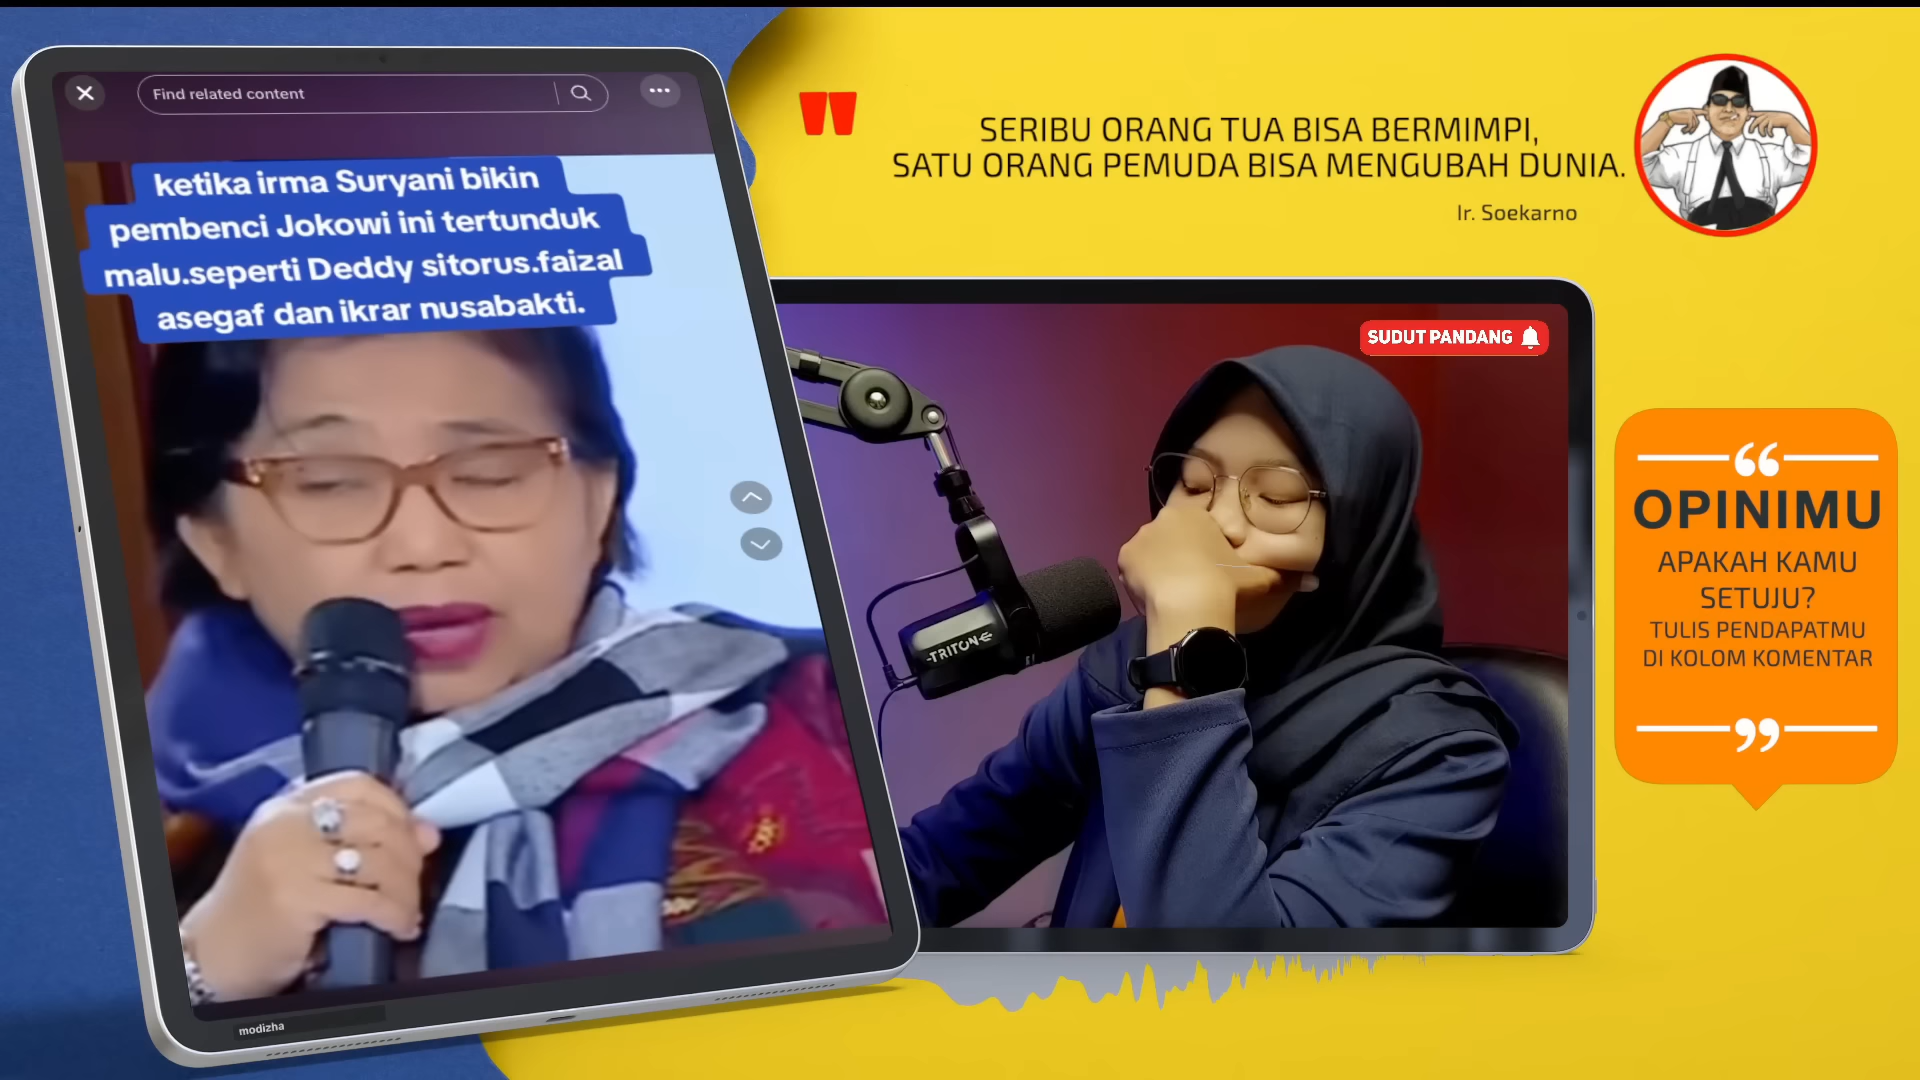 Find related content
ketika irma Suryani bikin
pembenci Jokowi ini tertunduk
malu.seperti Deddy sitorus.faizal
asegaf dan ikrar nusabakti.
modizha
SERIBU ORANG TUA BISA BERMIMPI,
SATU ORANG PEMUDA BISA MENGUBAH DUNIA.
Ir. Soekarno
SUDUT PANDANG
TRITON
OPINIMU
APAKAH KAMU
SETUJU?
TULIS PENDAPATMU
DI KOLOM KOMENTAR